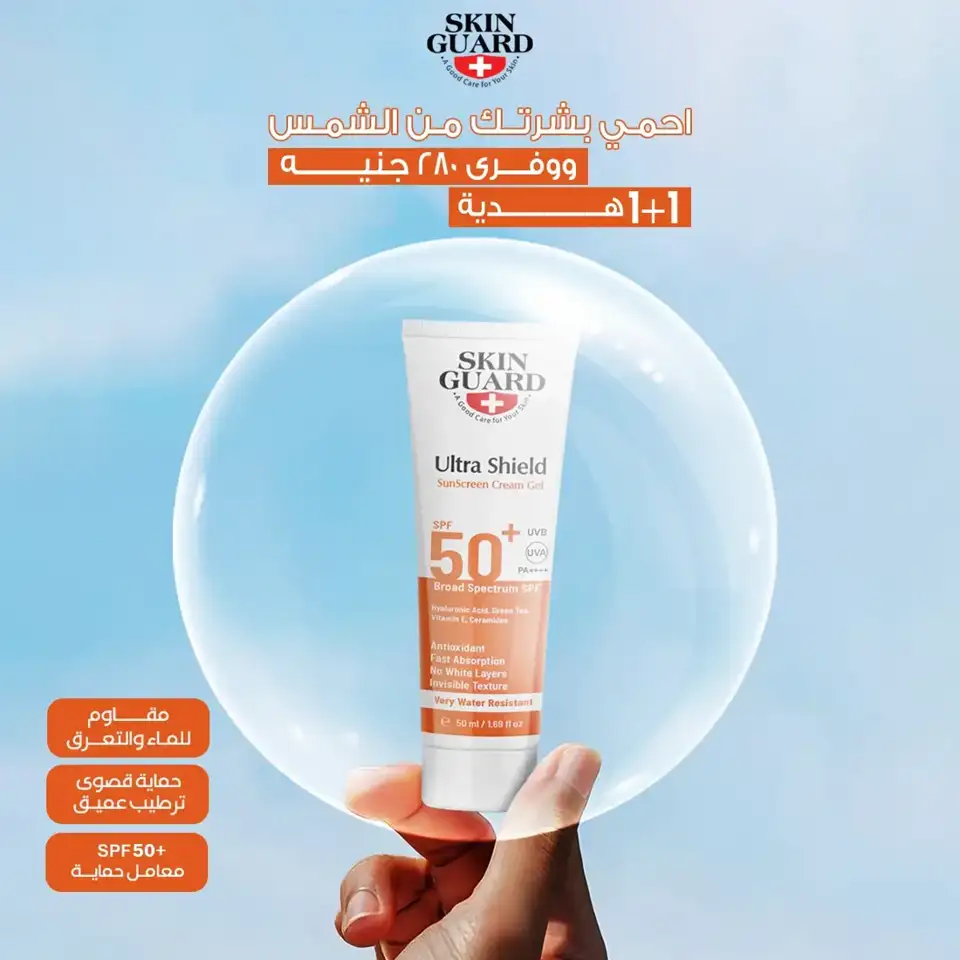 SKIN
GUARD
A Good Care for Your Skin
احمي بشرتك من الشمس
ووفرى ٢٨٠ جنيه
1+1 هدية
SKIN
GUARD
A Good Care for Your Skin
Ultra Shield
SunScreen Cream Gel
SPF
50+
UVB
UVA
PA++++
Broad Spectrum SPF
Hyaluronic Acid, Green Tea,
Vitamin E, Ceramides
Antioxidant
Fast Absorption
No White Layers
Invisible Texture
Very Water Resistant
℮ 50 ml / 1.69 fl oz
مقاوم
للماء والتعرق
حماية قصوى
ترطيب عميق
SPF50+
معامل حماية